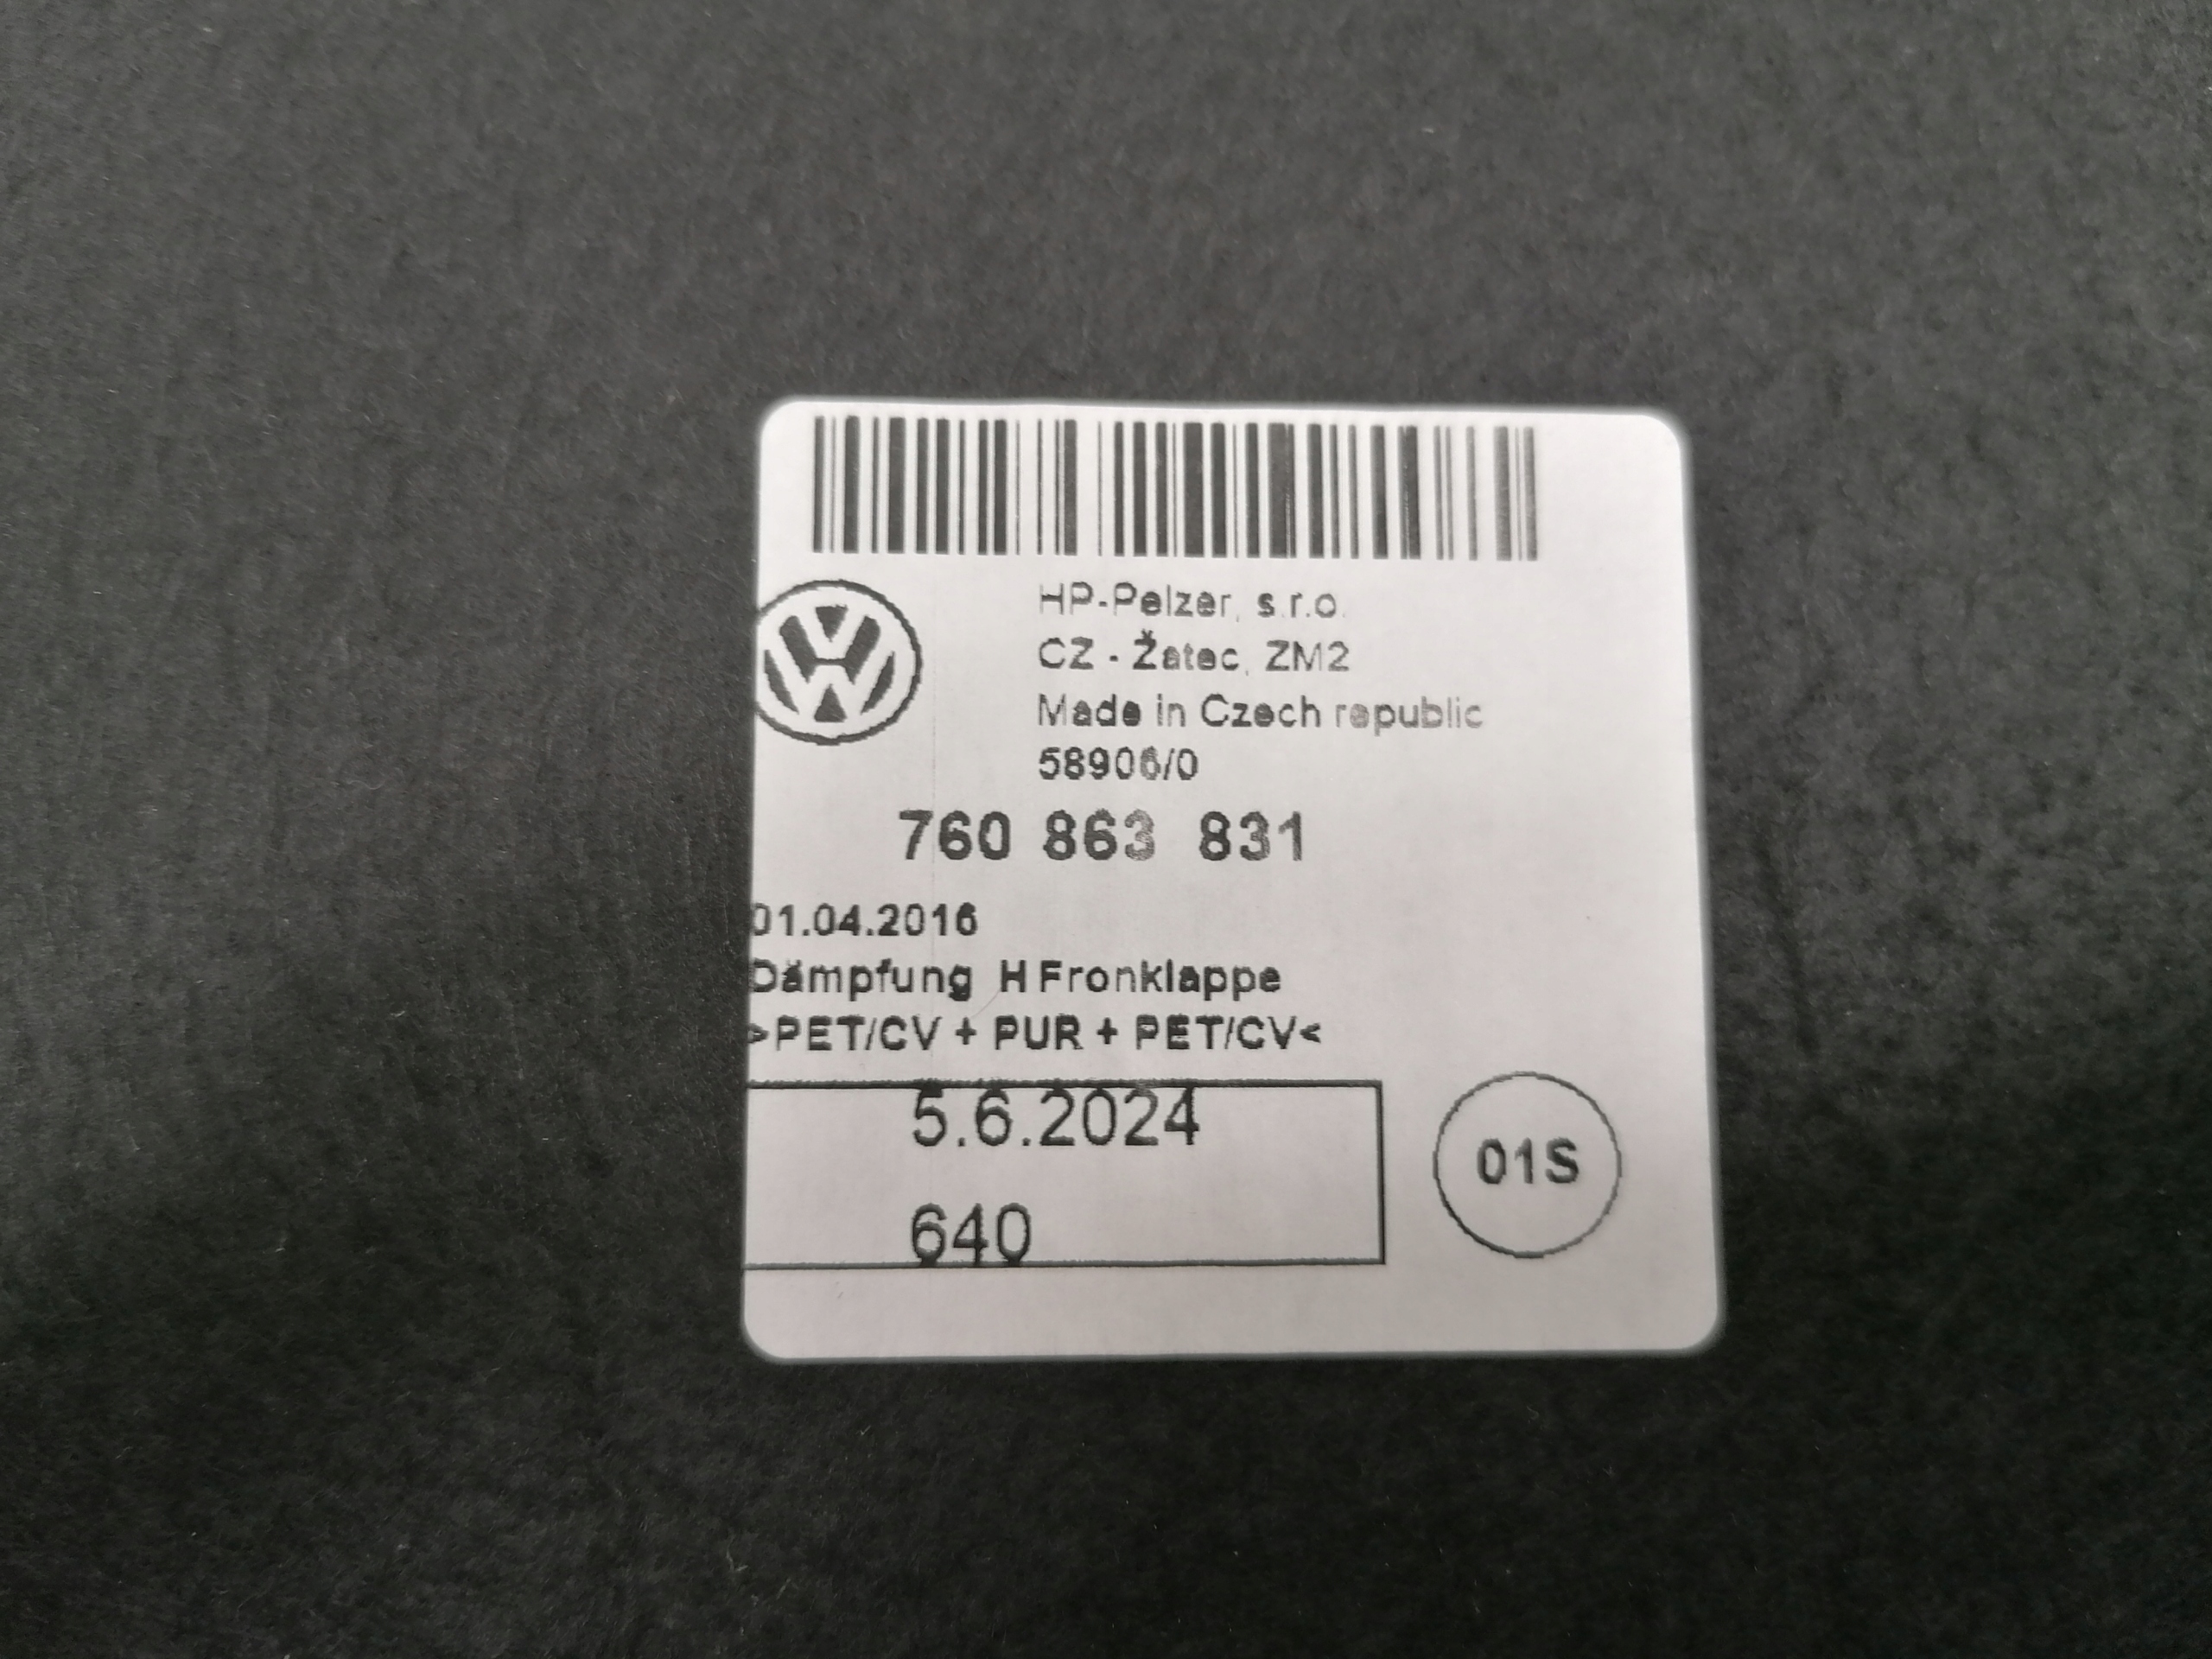 HP-Pelzer, s.r.o.
CZ - Žatec, ZM2
Made in Czech republic
58906/0
760 863 831
01.04.2016
Dämpfung H Fronklappe
>PET/CV + PUR + PET/CV<
5.6.2024
01S
640